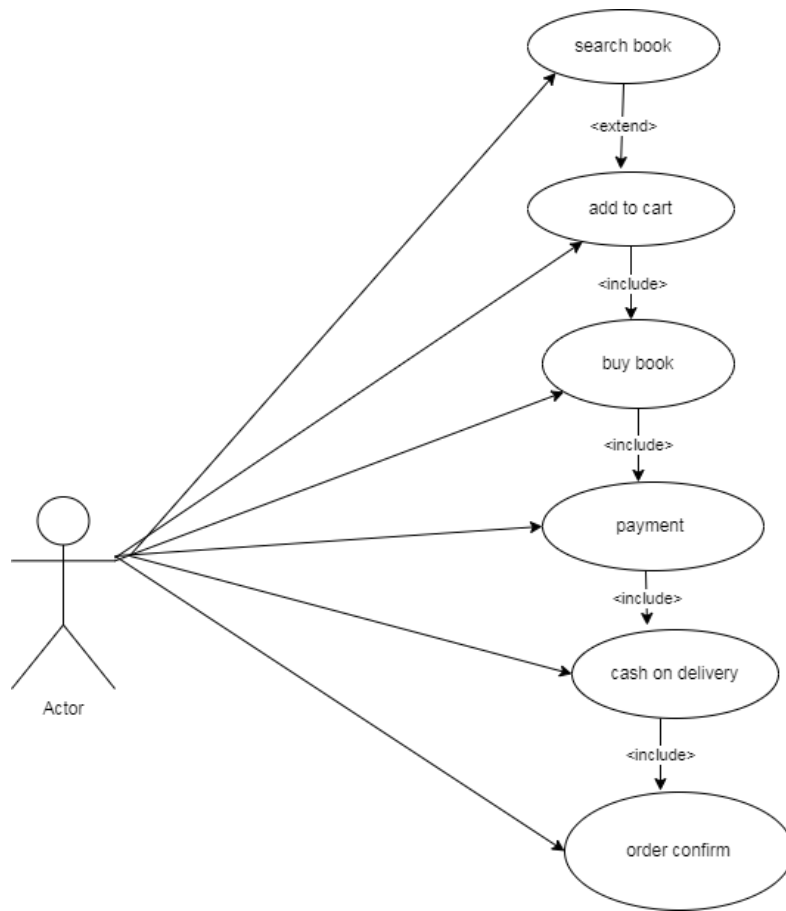 search book
<extend>
add to cart
<include>
buy book
<include>
payment
<include>
cash on delivery
<include>
order confirm
Actor